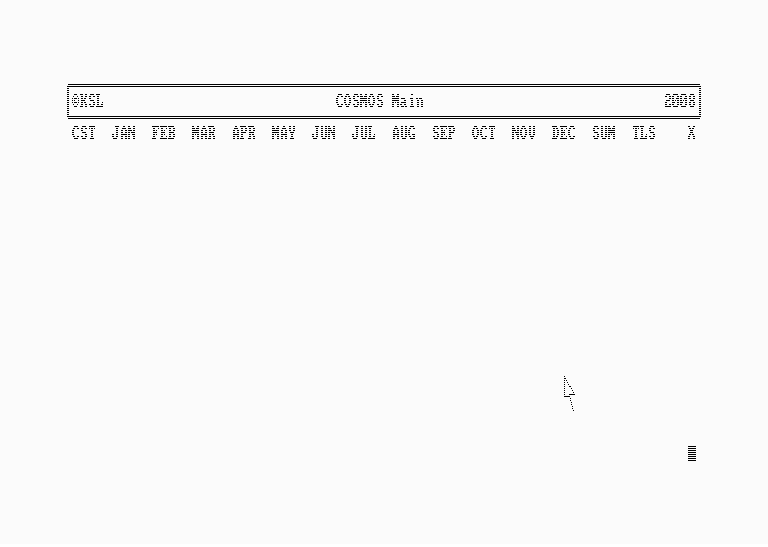 ©KSL COSMOS Main 2008
CST JAN FEB MAR APR MAY JUN JUL AUG SEP OCT NOV DEC SUM TLS X